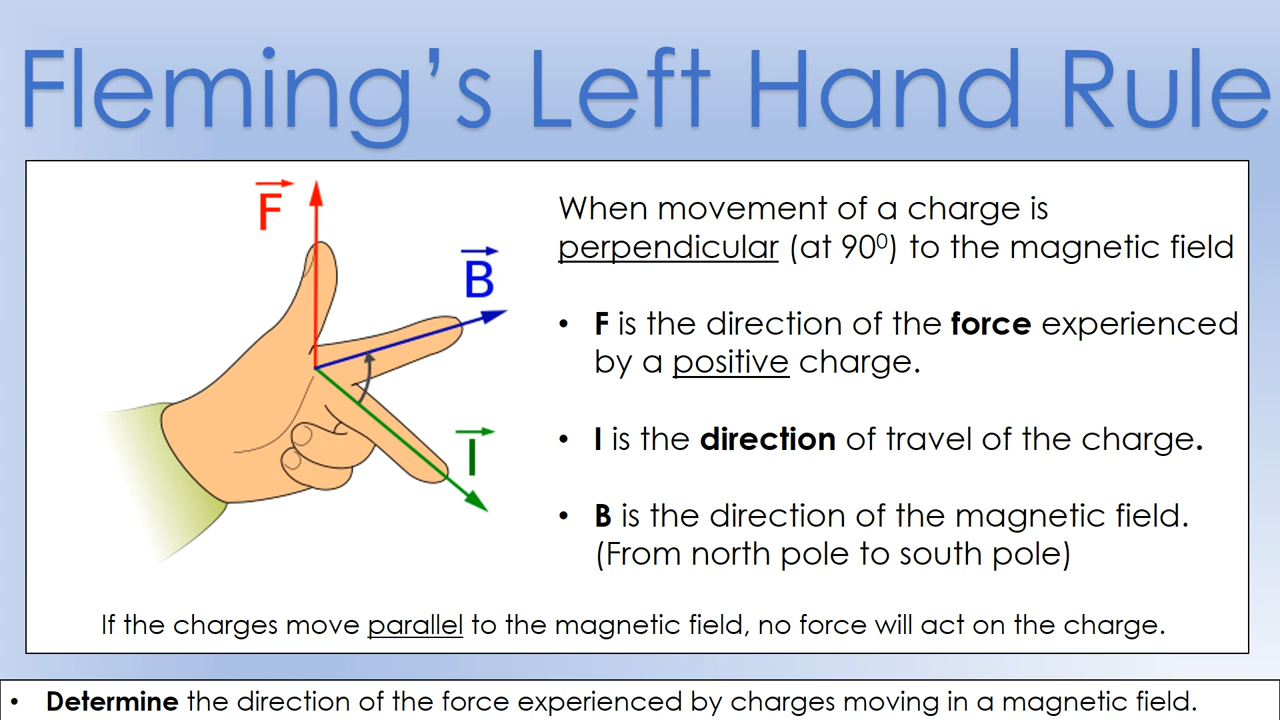 Fleming’s Left Hand Rule
F
B
I
When movement of a charge is
perpendicular (at 90⁰) to the magnetic field
• F is the direction of the force experienced
by a positive charge.
• I is the direction of travel of the charge.
• B is the direction of the magnetic field.
(From north pole to south pole)
If the charges move parallel to the magnetic field, no force will act on the charge.
• Determine the direction of the force experienced by charges moving in a magnetic field.